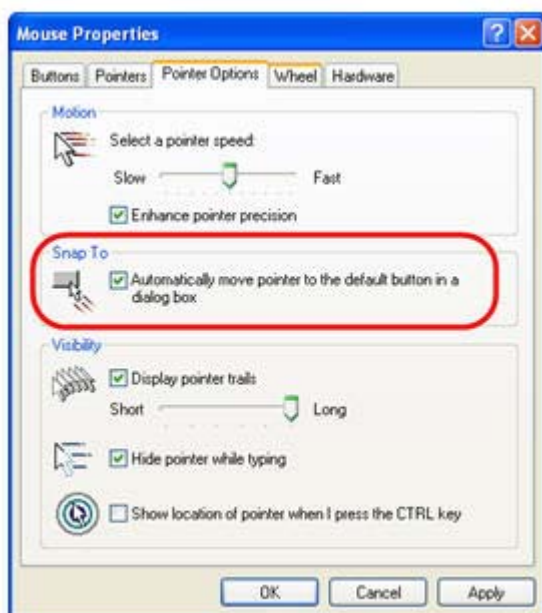 Mouse Properties
Buttons Pointers Pointer Options Wheel Hardware
Motion
Select a pointer speed:
Slow Fast
Enhance pointer precision
Snap To
Automatically move pointer to the default button in a
dialog box
Visibility
Display pointer trails
Short Long
Hide pointer while typing
Show location of pointer when I press the CTRL key
OK Cancel Apply